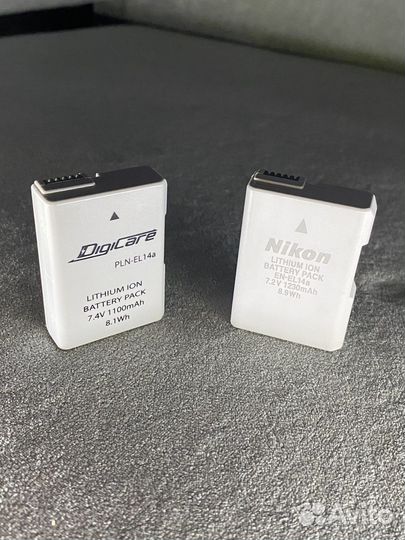 DigiCare
PLN-EL14a
LITHIUM ION
BATTERY PACK
7.4V 1100mAh
8.1Wh
Nikon
LITHIUM ION
BATTERY PACK
EN-EL14a
7.2V 1230mAh
8.9Wh
Avito